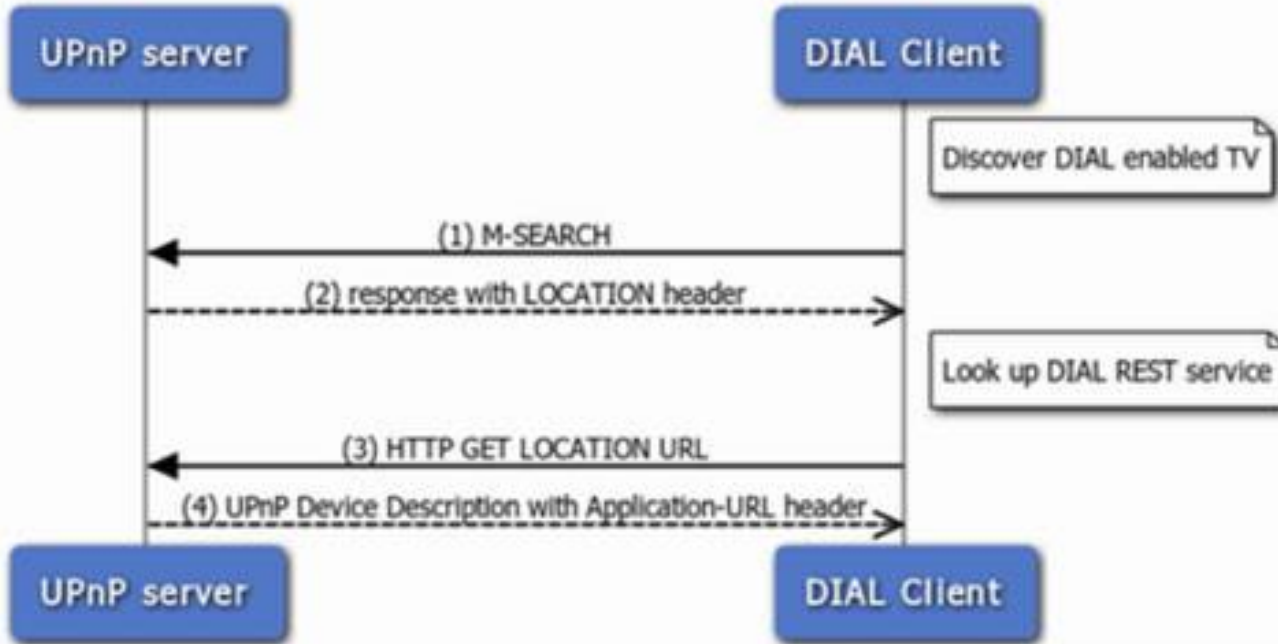 UPnP server
DIAL Client
Discover DIAL enabled TV
(1) M-SEARCH
(2) response with LOCATION header
Look up DIAL REST service
(3) HTTP GET LOCATION URL
(4) UPnP Device Description with Application-URL header
UPnP server
DIAL Client